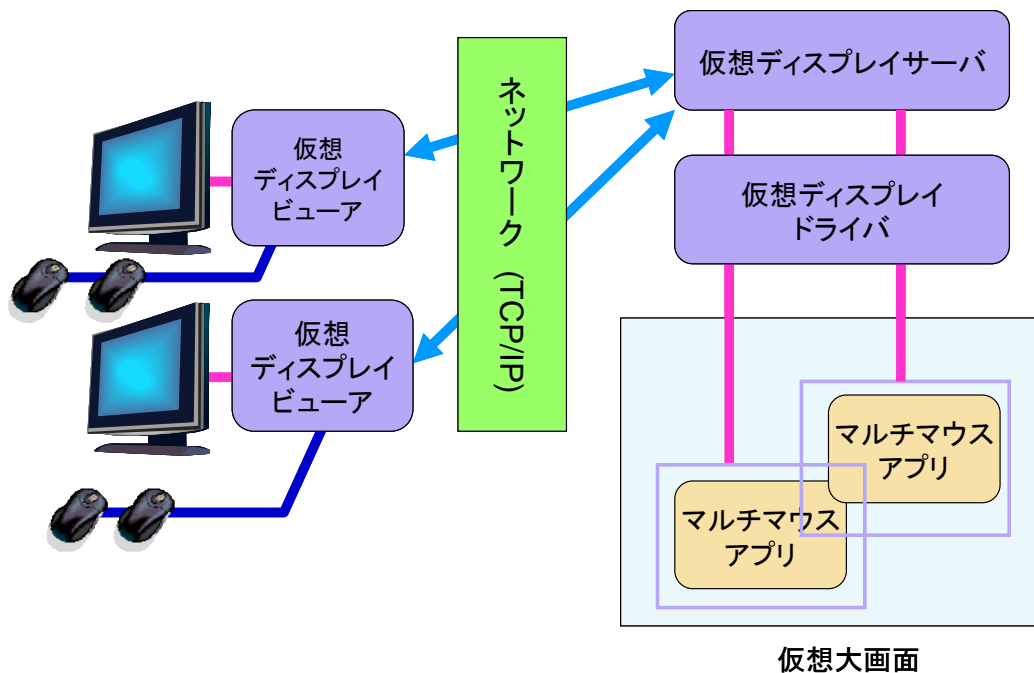 仮想
ディスプレイ
ビューア
仮想
ディスプレイ
ビューア
ネットワーク (TCP/IP)
仮想ディスプレイサーバ
仮想ディスプレイ
ドライバ
マルチマウス
アプリ
マルチマウス
アプリ
仮想大画面